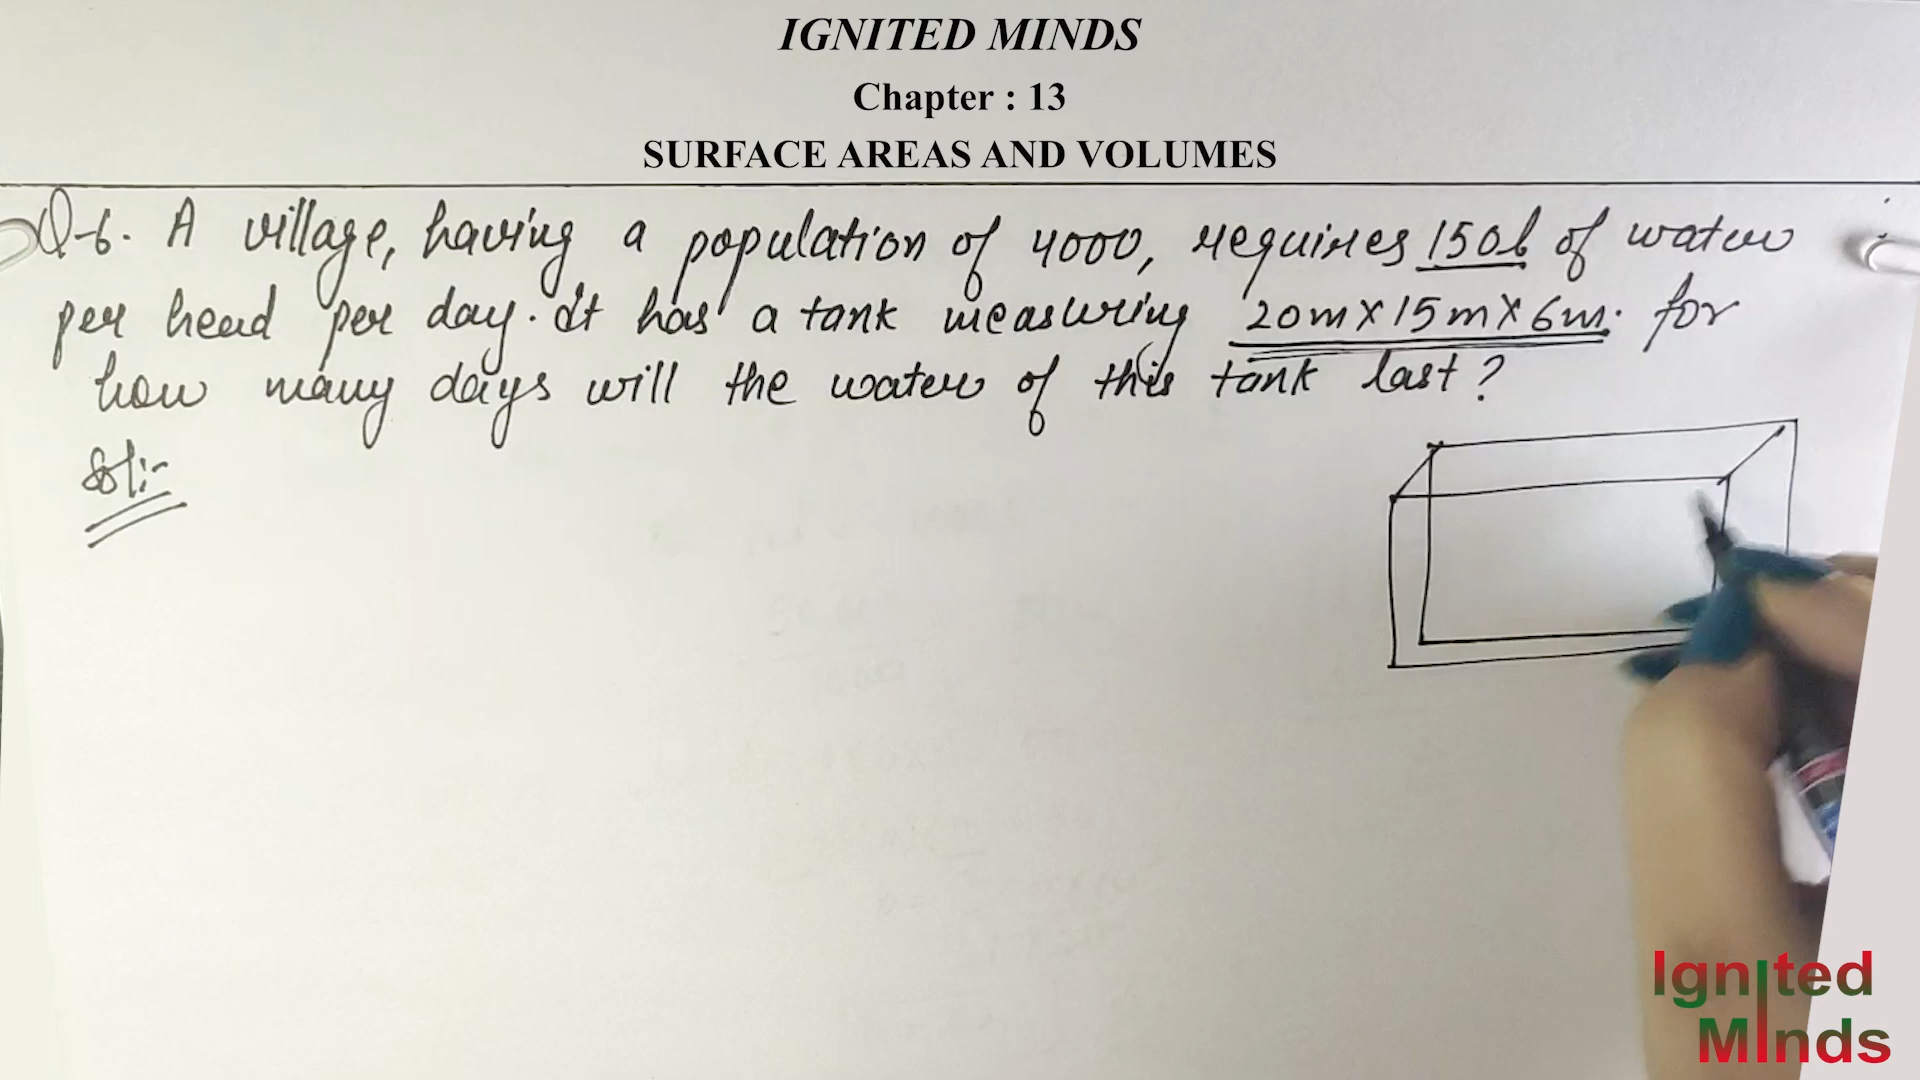 IGNITED MINDS
Chapter : 13
SURFACE AREAS AND VOLUMES
Q-6. A village, having a population of 4000, requires 150l of water
per head per day. It has a tank measuring 20m×15m×6m. for
how many days will the water of this tank last?
Sol:-
Ignited
Minds